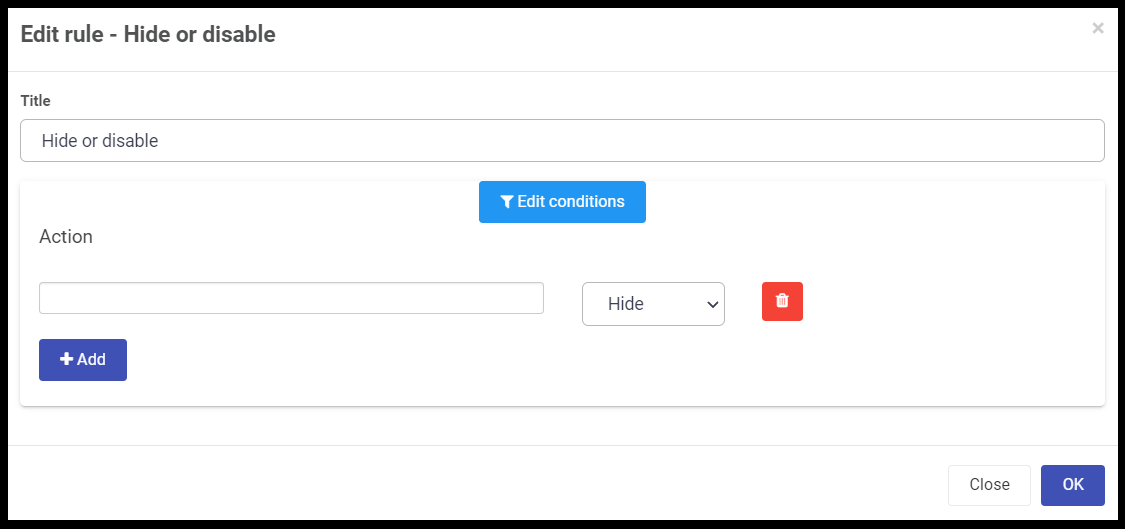 Edit rule - Hide or disable
×
Title
Hide or disable
Edit conditions
Action
Hide
Add
Close
OK